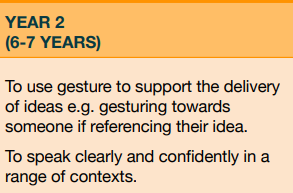 YEAR 2
(6-7 YEARS)
To use gesture to support the delivery
of ideas e.g. gesturing towards
someone if referencing their idea.
To speak clearly and confidently in a
range of contexts.